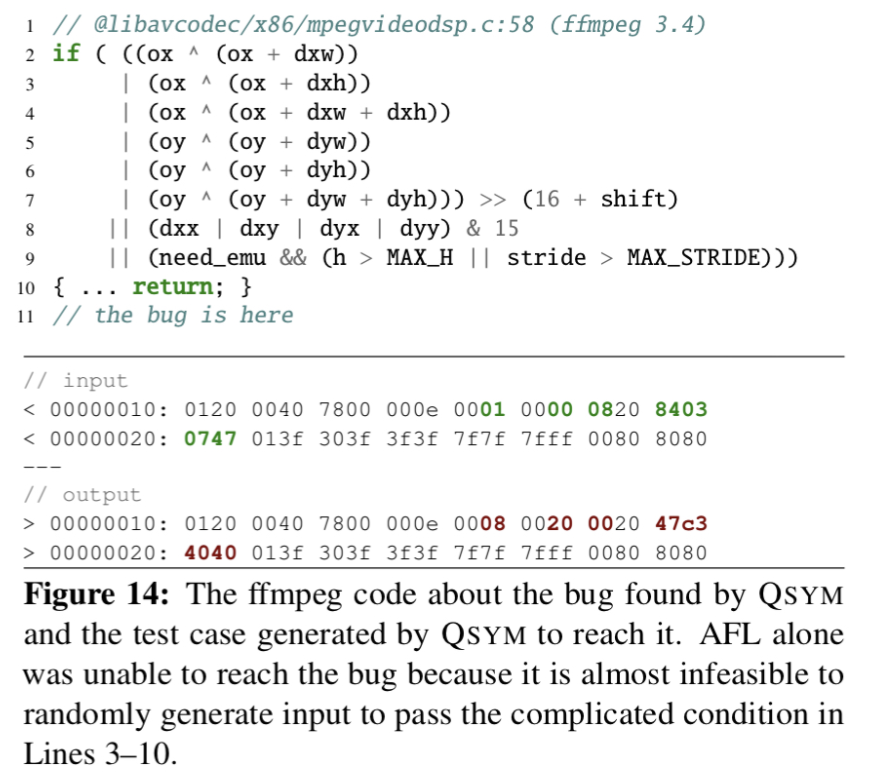 1 // @libavcodec/x86/mpegvideodsp.c:58 (ffmpeg 3.4)
2 if ( ((ox ^ (ox + dxw))
3 | (ox ^ (ox + dxh))
4 | (ox ^ (ox + dxw + dxh))
5 | (oy ^ (oy + dyw))
6 | (oy ^ (oy + dyh))
7 | (oy ^ (oy + dyw + dyh))) >> (16 + shift)
8 || (dxx | dxy | dyx | dyy) & 15
9 || (need_emu && (h > MAX_H || stride > MAX_STRIDE)))
10 { ... return; }
11 // the bug is here
// input
< 00000010: 0120 0040 7800 000e 0001 0000 0820 8403
< 00000020: 0747 013f 303f 3f3f 7f7f 7fff 0080 8080
---
// output
> 00000010: 0120 0040 7800 000e 0008 0020 0020 47c3
> 00000020: 4040 013f 303f 3f3f 7f7f 7fff 0080 8080
Figure 14: The ffmpeg code about the bug found by QSYM
and the test case generated by QSYM to reach it. AFL alone
was unable to reach the bug because it is almost infeasible to
randomly generate input to pass the complicated condition in
Lines 3–10.